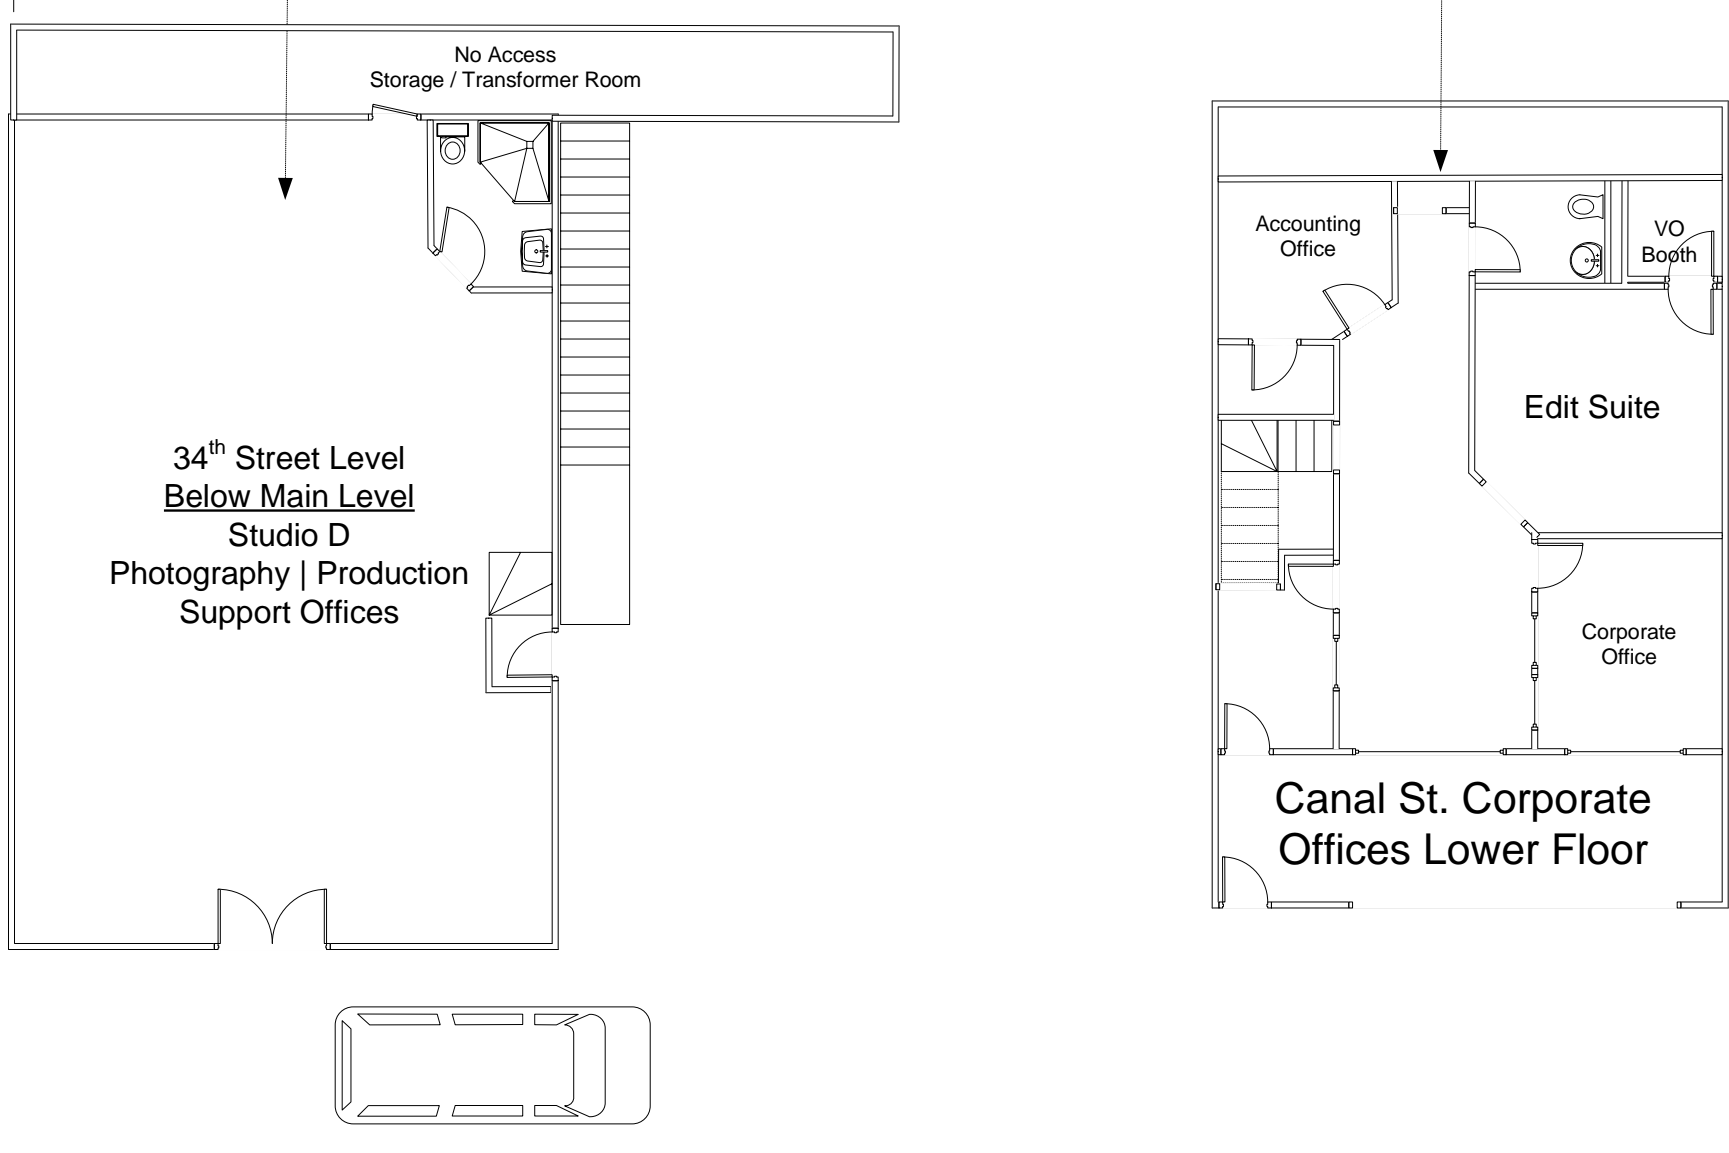 No Access
Storage / Transformer Room
34th Street Level
Below Main Level
Studio D
Photography | Production
Support Offices
Accounting
Office
VO
Booth
Edit Suite
Corporate
Office
Canal St. Corporate
Offices Lower Floor